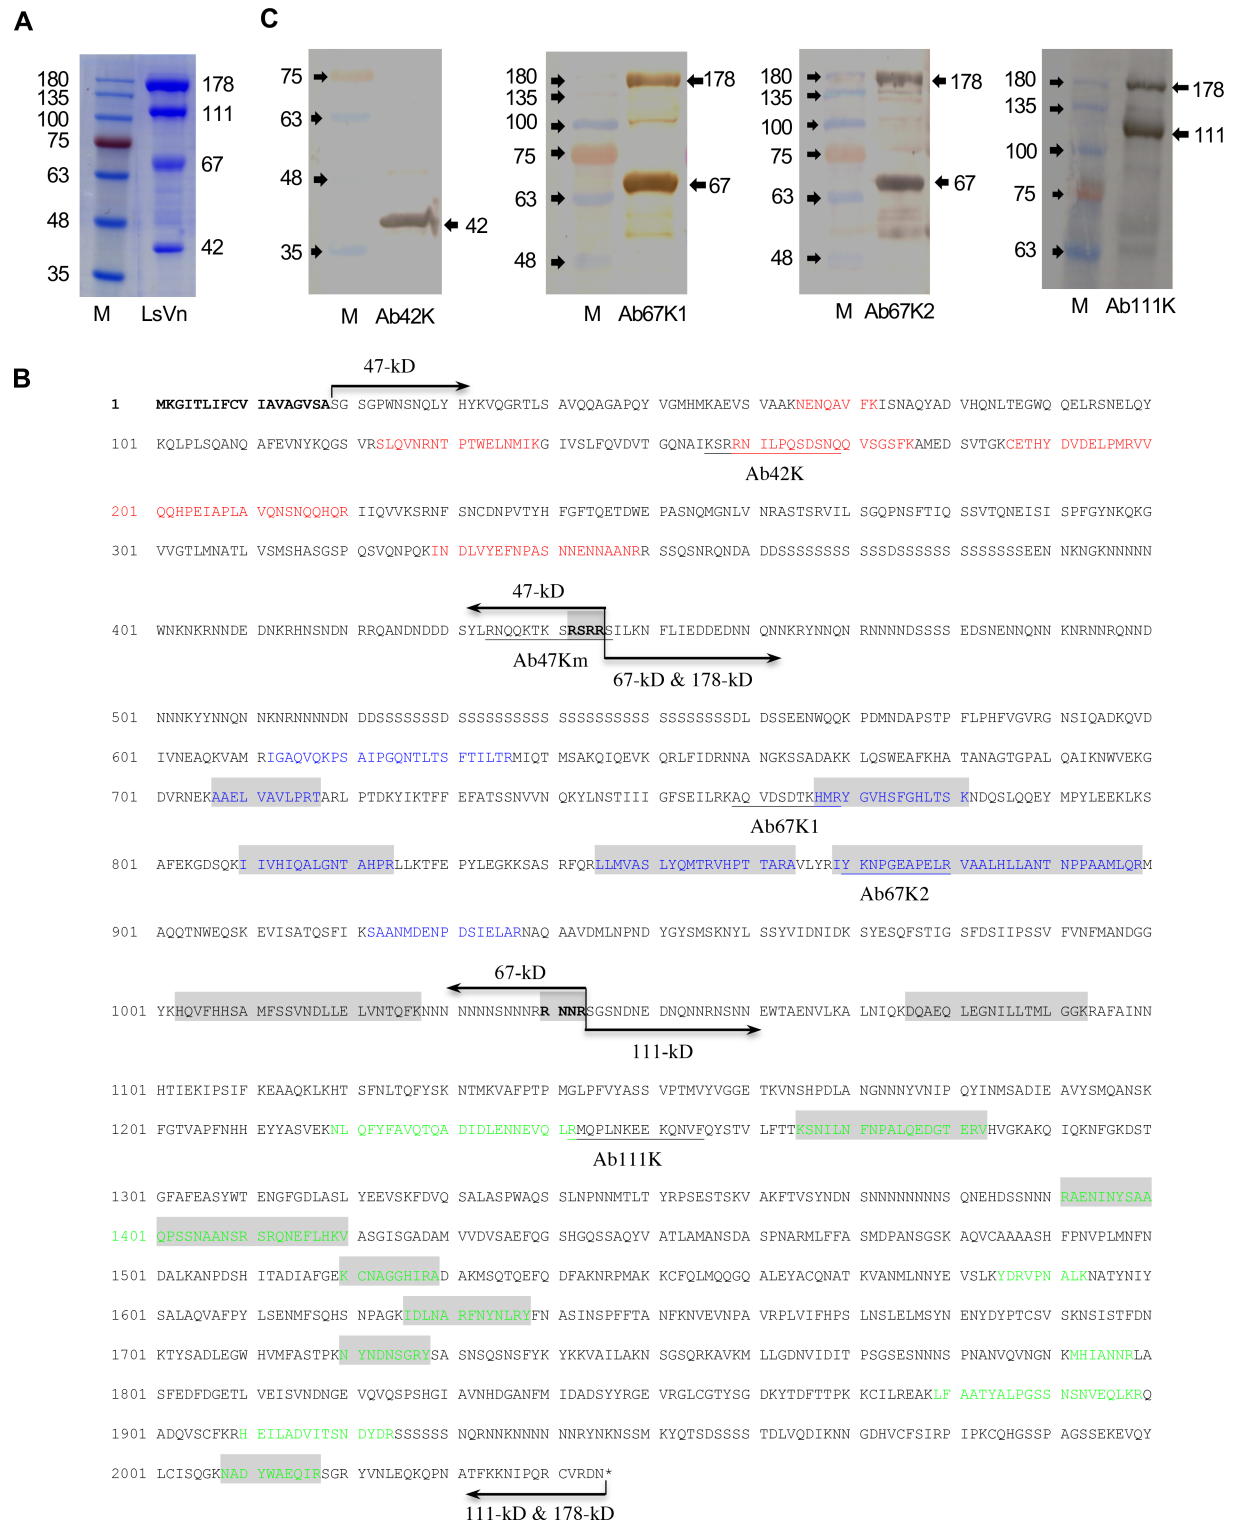 A
C
180
135
100
75
63
48
35
178
111
67
42
M LsVn
75
63
48
35
42
M Ab42K
180
135
100
75
63
48
178
67
M Ab67K1
180
135
100
75
63
48
178
67
M Ab67K2
180
135
100
75
63
178
111
M Ab111K
B
47-kD
1 MKGITLIFCV IAVAGVSASG SGPWNSNQLY HYKVQGRTLS AVQQAGAPQY VGMHMKAEVS VAAKNENQAV FKISNAQYAD VHQNLTEGWQ QELRSNELQY
101 KQLPLSQANQ AFEVNYKQGS VRSLQVNRNT PTWELNMIKG IVSLFQVDVT GQNAIKSRRN ILPQSDSNQQ VSGSFKAMED SVTGKCETHY DVDELPMRVV
Ab42K
201 QQHPEIAPLA VQNSNQQHQR IIQVVKSRNF SNCDNPVTYH FGFTQETDWE PASNQMGNLV NRASTSRVIL SGQPNSFTIQ SSVTQNEISI SPFGYNKQKG
301 VVGTLMNATL VSMSHASGSP QSVQNPQKIN DLVYEFNPAS NNENNAANRR SSQSNRQNDA DDSSSSSSSS SSSDSSSSSS SSSSSSSEEN NKNGKNNNNN
47-kD
401 WNKNKRNNDE DNKRHNSNDN RRQANDNDDD SYLRNQQKTK SRSRRSILKN FLIEDDEDNN QNNKRYNNQN RNNNNDSSSS EDSNENNQNN KNRNNRQNND
Ab47Km
67-kD & 178-kD
501 NNNKYYNNQN NKNRNNNNDN DDSSSSSSSD SSSSSSSSSS SSSSSSSSSS SSSSSSSSDL DSSEENWQQK PDMNDAPSTP FLPHFVGVRG NSIQADKQVD
601 IVNEAQKVAM RIGAQVQKPS AIPGQNTLTS FTILTRMIQT MSAKQIQEVK QRLFIDRNNA NGKSSADAKK LQSWEAFKHA TANAGTGPAL QAIKNWVEKG
701 DVRNEKAAEL VAVLPRTARL PTDKYIKTFF EFATSSNVVN QKYLNSTIII GFSEILRKAQ VDSDTKHMRY GVHSFGHLTS KNDQSLQQEY MPYLEEKLKS
Ab67K1
801 AFEKGDSQKI IVHIQALGNT AHPRLLKTFE PYLEGKKSAS RFQRLLMVAS LYQMTRVHPT TARAVLYRIY KNPGEAPELR VAALHLLANT NPPAAMLQRM
Ab67K2
901 AQQTNWEQSK EVISATQSFI KSAANMDENP DSIELARNAQ AAVDMLNPND YGYSMSKNYL SSYVIDNIDK SYESQFSTIG SFDSIIPSSV FVNFMANDGG
67-kD
1001 YKHQVFHHSA MFSSVNDLLE LVNTQFKNNN NNNNSNNNRR NNRSGSNDNE DNQNNRNSNN EWTAENVLKA LNIQKDQAEQ LEGNILLTML GGKRAFAINN
111-kD
1101 HTIEKIPSIF KEAAQKLKHT SFNLTQFYSK NTMKVAFPTP MGLPFVYASS VPTMVYVGGE TKVNSHPDLA NGNNNYVNIP QYINMSADIE AVYSMQANSK
1201 FGTVAPFNHH EYYASVEKNL QFYFAVQTQA DIDLENNEVQ LRMQPLNKEE KQNVFQYSTV LFTTKSNILN FNPALQEDGT ERVHVGKAKQ IQKNFGKDST
Ab111K
1301 GFAFEASYWT ENGFGDLASL YEEVSKFDVQ SALASPWAQS SLNPNNMTLT YRPSESTSKV AKFTVSYNDN SNNNNNNNNS QNEHDSSNNN RAENINYSAA
1401 QPSSNAANSR SRQNEFLHKV ASGISGADAM VVDVSAEFQG SHGQSSAQYV ATLAMANSDA SPNARMLFFA SMDPANSGSK AQVCAAAASH FPNVPLMNFN
1501 DALKANPDSH ITADIAFGEK CNAGGHIRAD AKMSQTQEFQ DFAKNRPMAK KCFQLMQQGQ ALEYACQNAT KVANMLNNYE VSLKYDRVPN ALKNATYNIY
1601 SALAQVAFPY LSENMFSQHS NPAGKIDLNA RFNYNLRYFN ASINSPFFTA NFKNVEVNPA VRPLVIFHPS LNSLELMSYN ENYDYPTCSV SKNSISTFDN
1701 KTYSADLEGW HVMFASTPKN YNDNSGRYSA SNSQSNSFYK YKKVAILAKN SGSQRKAVKM LLGDNVIDIT PSGSESNNNS PNANVQVNGN KMHIANNRLA
1801 SFEDFDGETL VEISVNDNGE VQVQSPSHGI AVNHDGANFM IDADSYYRGE VRGLCGTYSG DKYTDFTTPK KCILREAKLF AATYALPGSS NSNVEQLKRQ
1901 ADQVSCFKRH EILADVITSN DYDRSSSSSS NQRNNKNNNN NNRYNKNSSM KYQTSDSSSS TDLVQDIKNN GDHVCFSIRP IPKCQHGSSP AGSSEKEVQY
2001 LCISQGKNAD YWAEQIRSGR YVNLEQKQPN ATFKKNIPQR CVRDN*
111-kD & 178-kD